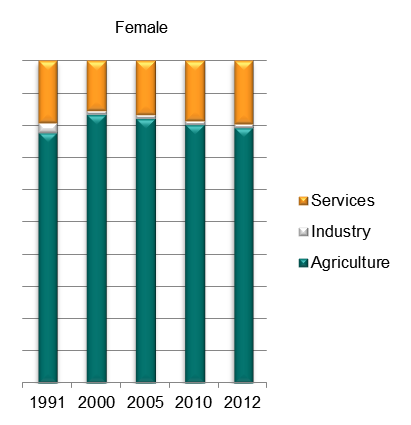 Female
Services
Industry
Agriculture
1991 2000 2005 2010 2012